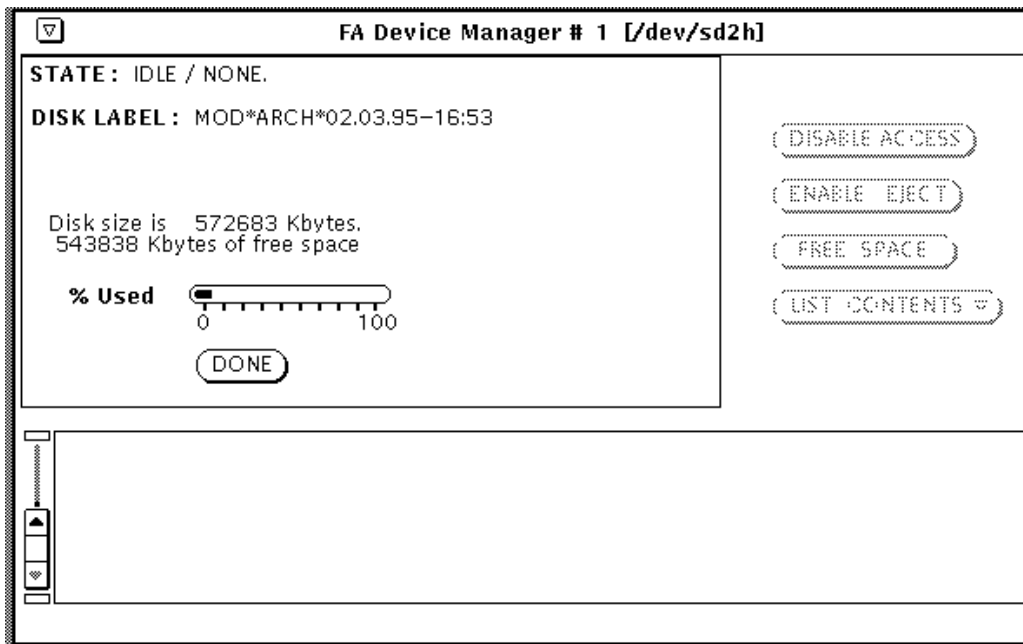 FA Device Manager # 1 [/dev/sd2h]
STATE: IDLE / NONE.
DISK LABEL: MOD*ARCH*02.03.95-16:53
Disk size is 572683 Kbytes.
543838 Kbytes of free space
% Used
0 100
DONE
DISABLE ACCESS
ENABLE EJECT
FREE SPACE
LIST CONTENTS